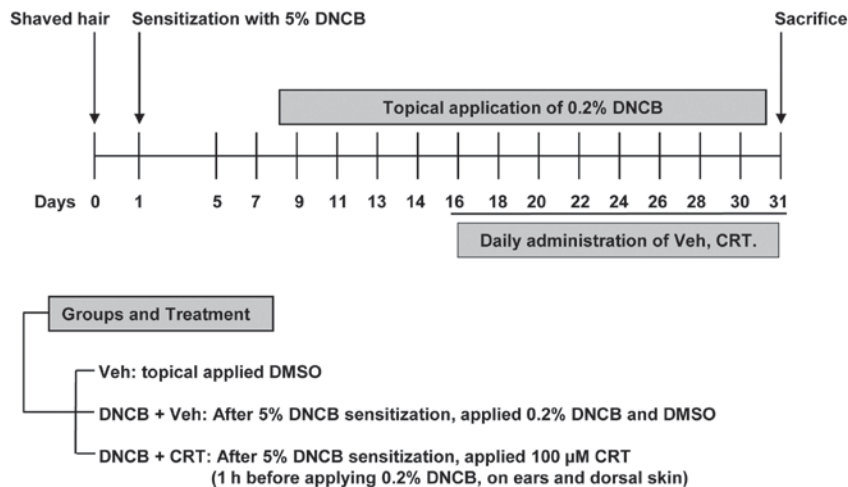 Shaved hair Sensitization with 5% DNCB Sacrifice
Topical application of 0.2% DNCB
Days 0 1 5 7 9 11 13 14 16 18 20 22 24 26 28 30 31
Daily administration of Veh, CRT.
Groups and Treatment
Veh: topical applied DMSO
DNCB + Veh: After 5% DNCB sensitization, applied 0.2% DNCB and DMSO
DNCB + CRT: After 5% DNCB sensitization, applied 100 µM CRT
(1 h before applying 0.2% DNCB, on ears and dorsal skin)